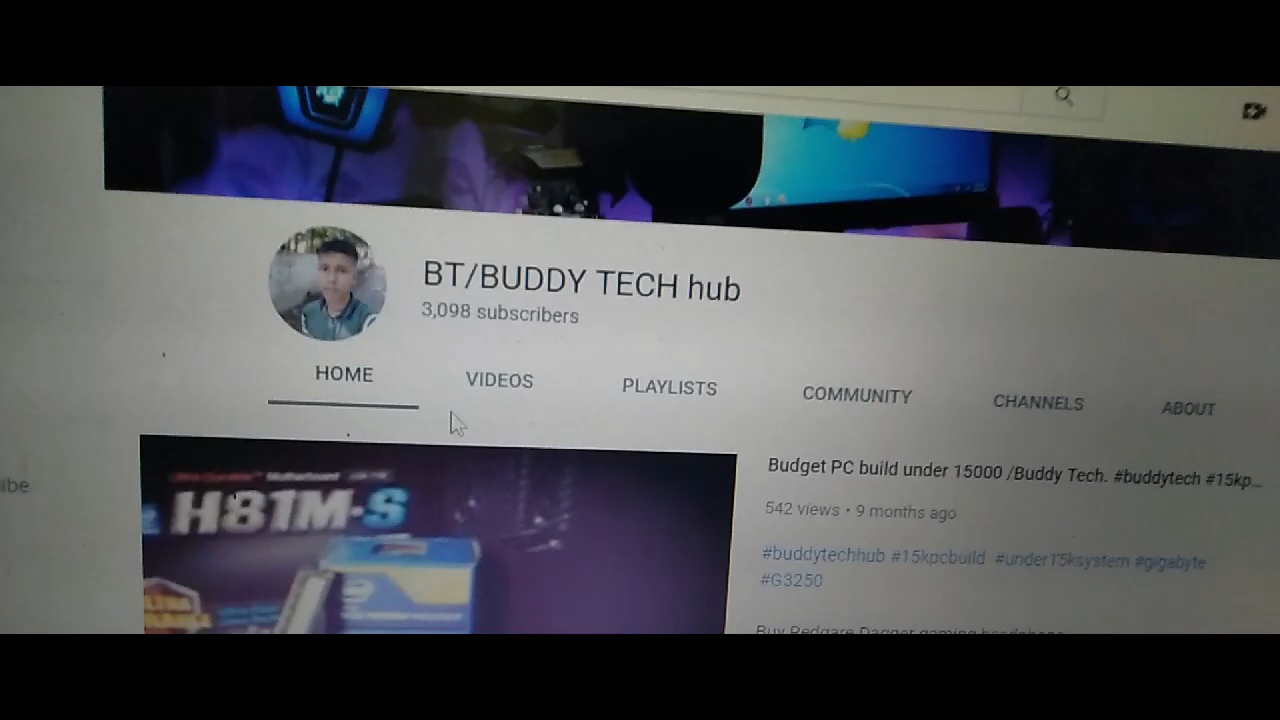 BT/BUDDY TECH hub
3,098 subscribers
HOME VIDEOS PLAYLISTS COMMUNITY CHANNELS ABOUT
ibe
H81M-S
Budget PC build under 15000 /Buddy Tech. #buddytech #15kp...
542 views • 9 months ago
#buddytechhub #15kpcbuild #under15ksystem #gigabyte
#G3250